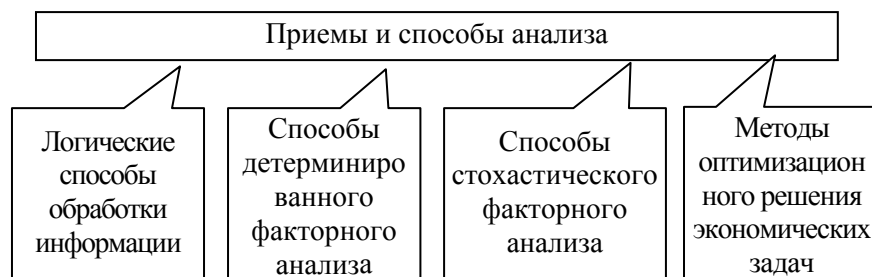 Приемы и способы анализа
Логические
способы
обработки
информации
Способы
детерминиро
ванного
факторного
анализа
Способы
стохастического
факторного
анализа
Методы
оптимизацион
ного решения
экономических
задач